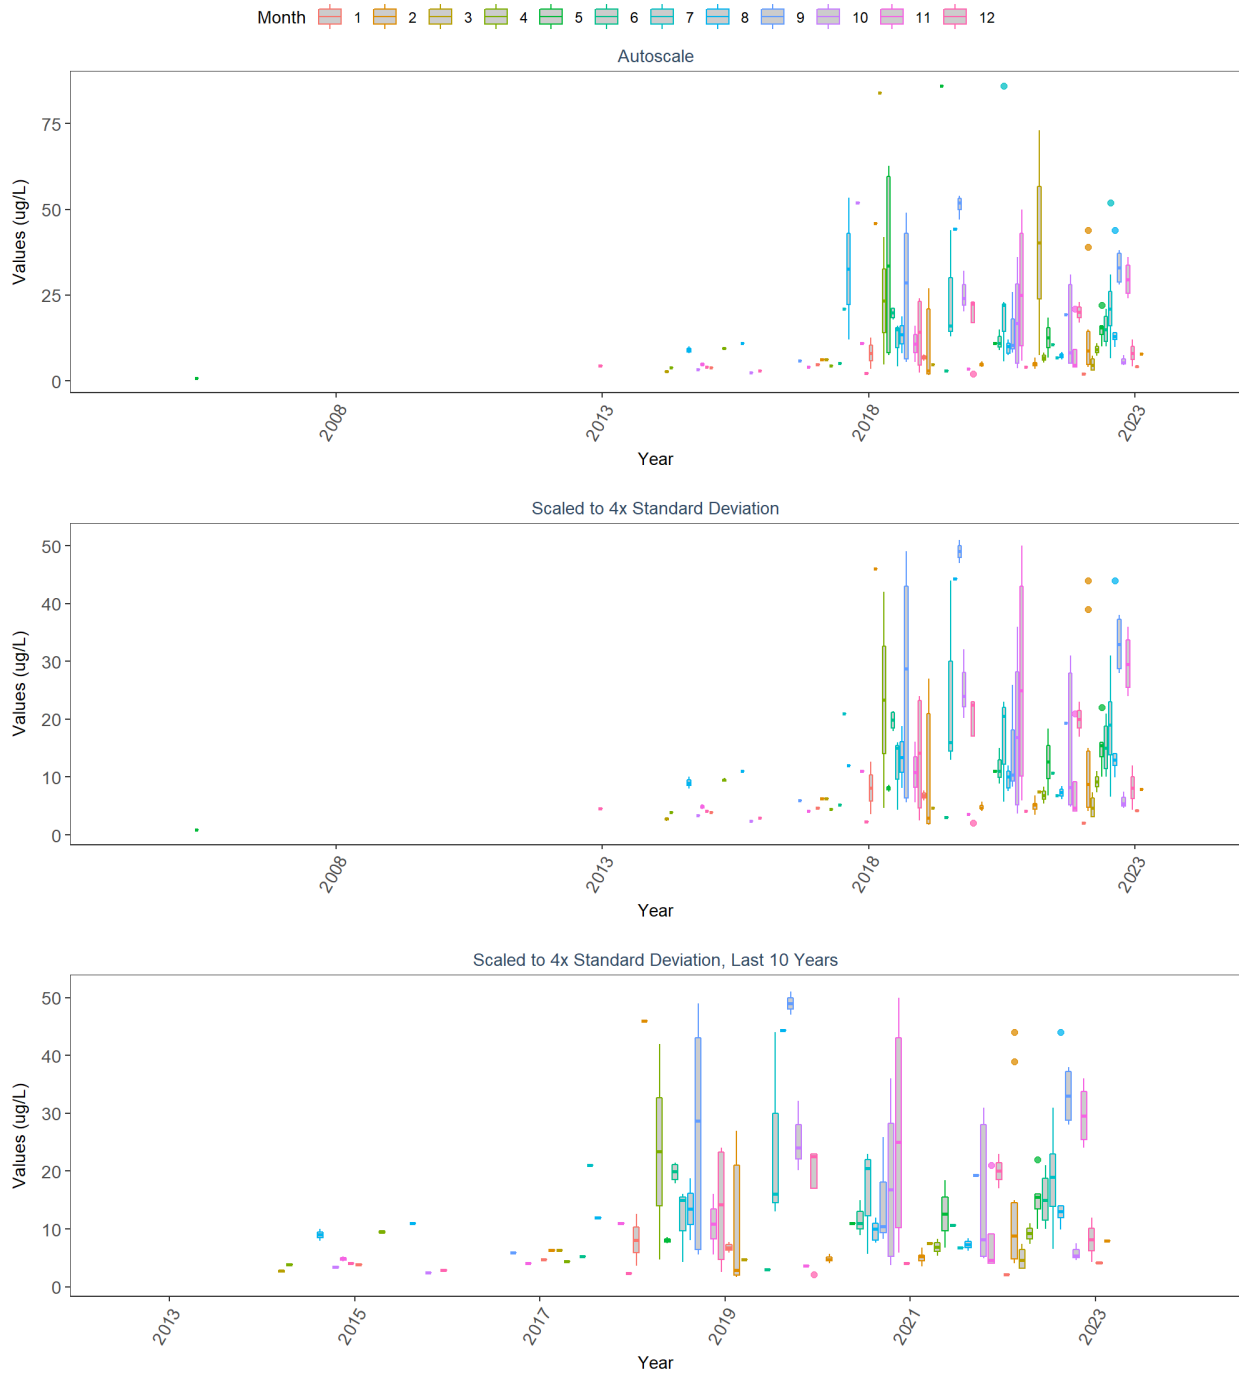 Month 1 2 3 4 5 6 7 8 9 10 11 12
Autoscale
Values (ug/L)
75
50
25
0
2008 2013 2018 2023
Year
Scaled to 4x Standard Deviation
Values (ug/L)
50
40
30
20
10
0
2008 2013 2018 2023
Year
Scaled to 4x Standard Deviation, Last 10 Years
Values (ug/L)
50
40
30
20
10
0
2013 2015 2017 2019 2021 2023
Year